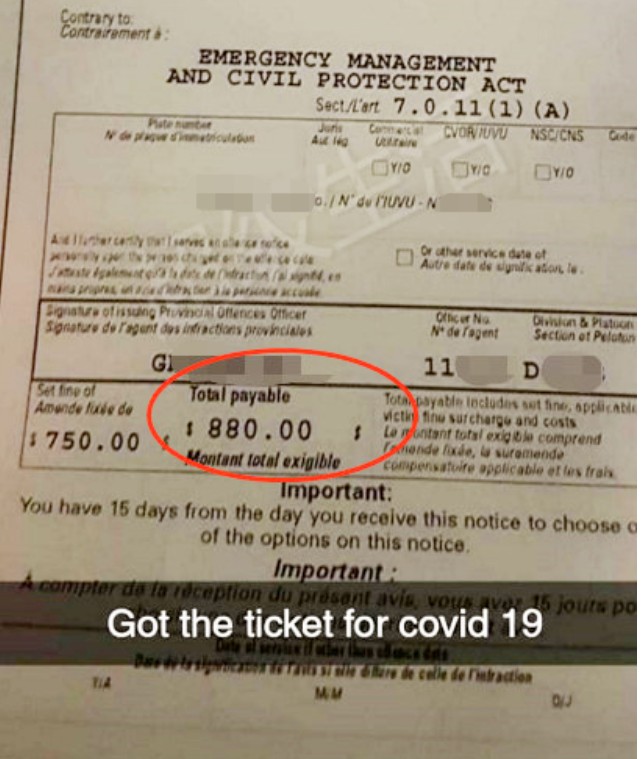 Contrary to:
Contrairement à :
EMERGENCY MANAGEMENT
AND CIVIL PROTECTION ACT
Sect./L'art 7.0.11(1)(A)
Plate number
N° de plaque d'immatriculation
Juris
Aut. lég
Commercial
Utilitaire
CVOR/IUVU
NSC/CNS
Code
Y/O Y/O Y/O
o. / N° du l'IUVU - N
And I further certify that I served an offence notice
personally upon the person charged on the offence date
J'atteste également qu'à la date de l'infraction, j'ai signifié, en
mains propres, un avis d'infraction à la personne accusée.
Or other service date of
Autre date de signification, le .
Signature of issuing Provincial Offences Officer
Signature de l'agent des infractions provinciales
Officer No.
N° de l'agent
Division & Platoon
Section et Peloton
G
11
D
Set fine of
Amende fixée de
$ 750.00 $
Total payable
$ 880.00 $
Montant total exigible
Total payable includes set fine, applicable
victim fine surcharge and costs
Le montant total exigible comprend
l'amende fixée, la suramende
compensatoire applicable et les frais.
Important:
You have 15 days from the day you receive this notice to choose o
of the options on this notice.
Important :
À compter de la réception du présent avis, vous avez 15 jours po
Got the ticket for covid 19
Date of service if other than offence date
Date de la signification de l'avis si elle diffère de celle de l'infraction
Y/A
M/M
D/J